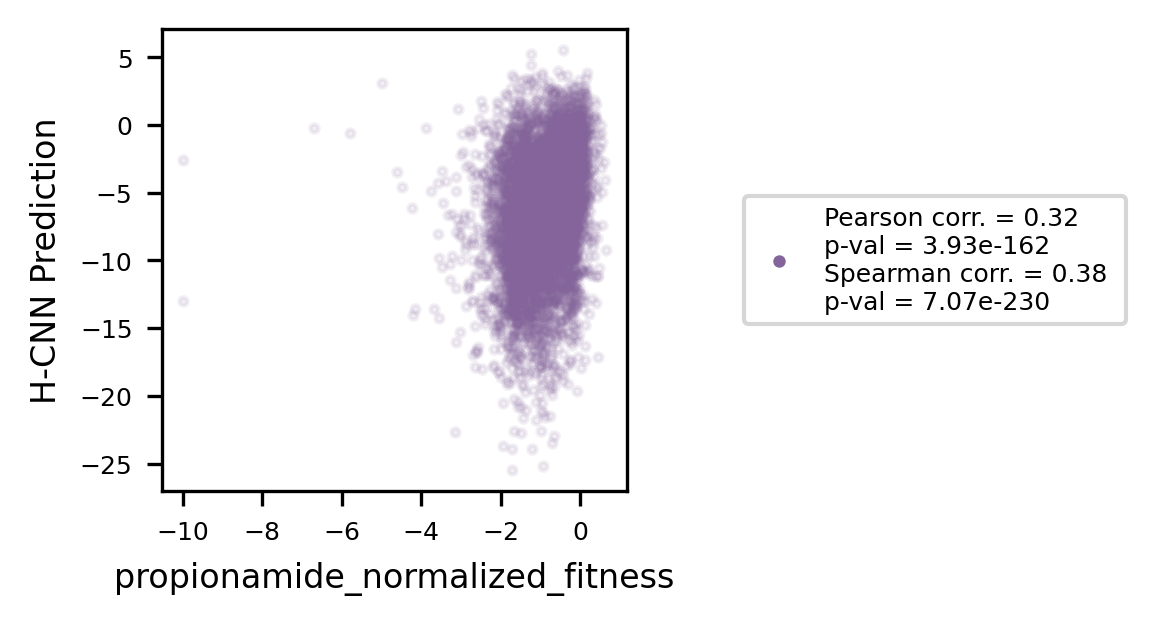 5
0
−5
−10
−15
−20
−25
H-CNN Prediction
−10 −8 −6 −4 −2 0
propionamide_normalized_fitness
Pearson corr. = 0.32
p-val = 3.93e-162
Spearman corr. = 0.38
p-val = 7.07e-230